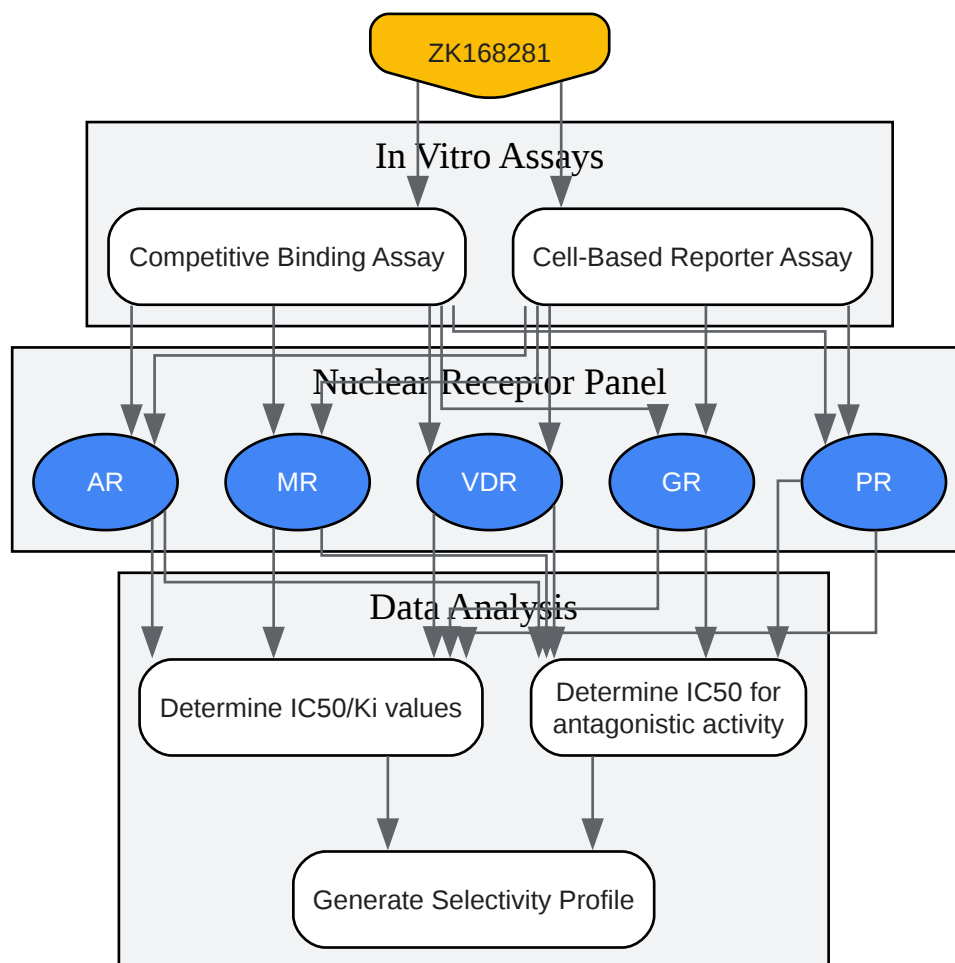 ZK168281
In Vitro Assays
Competitive Binding Assay
Cell-Based Reporter Assay
Nuclear Receptor Panel
AR
MR
VDR
GR
PR
Data Analysis
Determine IC50/Ki values
Determine IC50 for
antagonistic activity
Generate Selectivity Profile